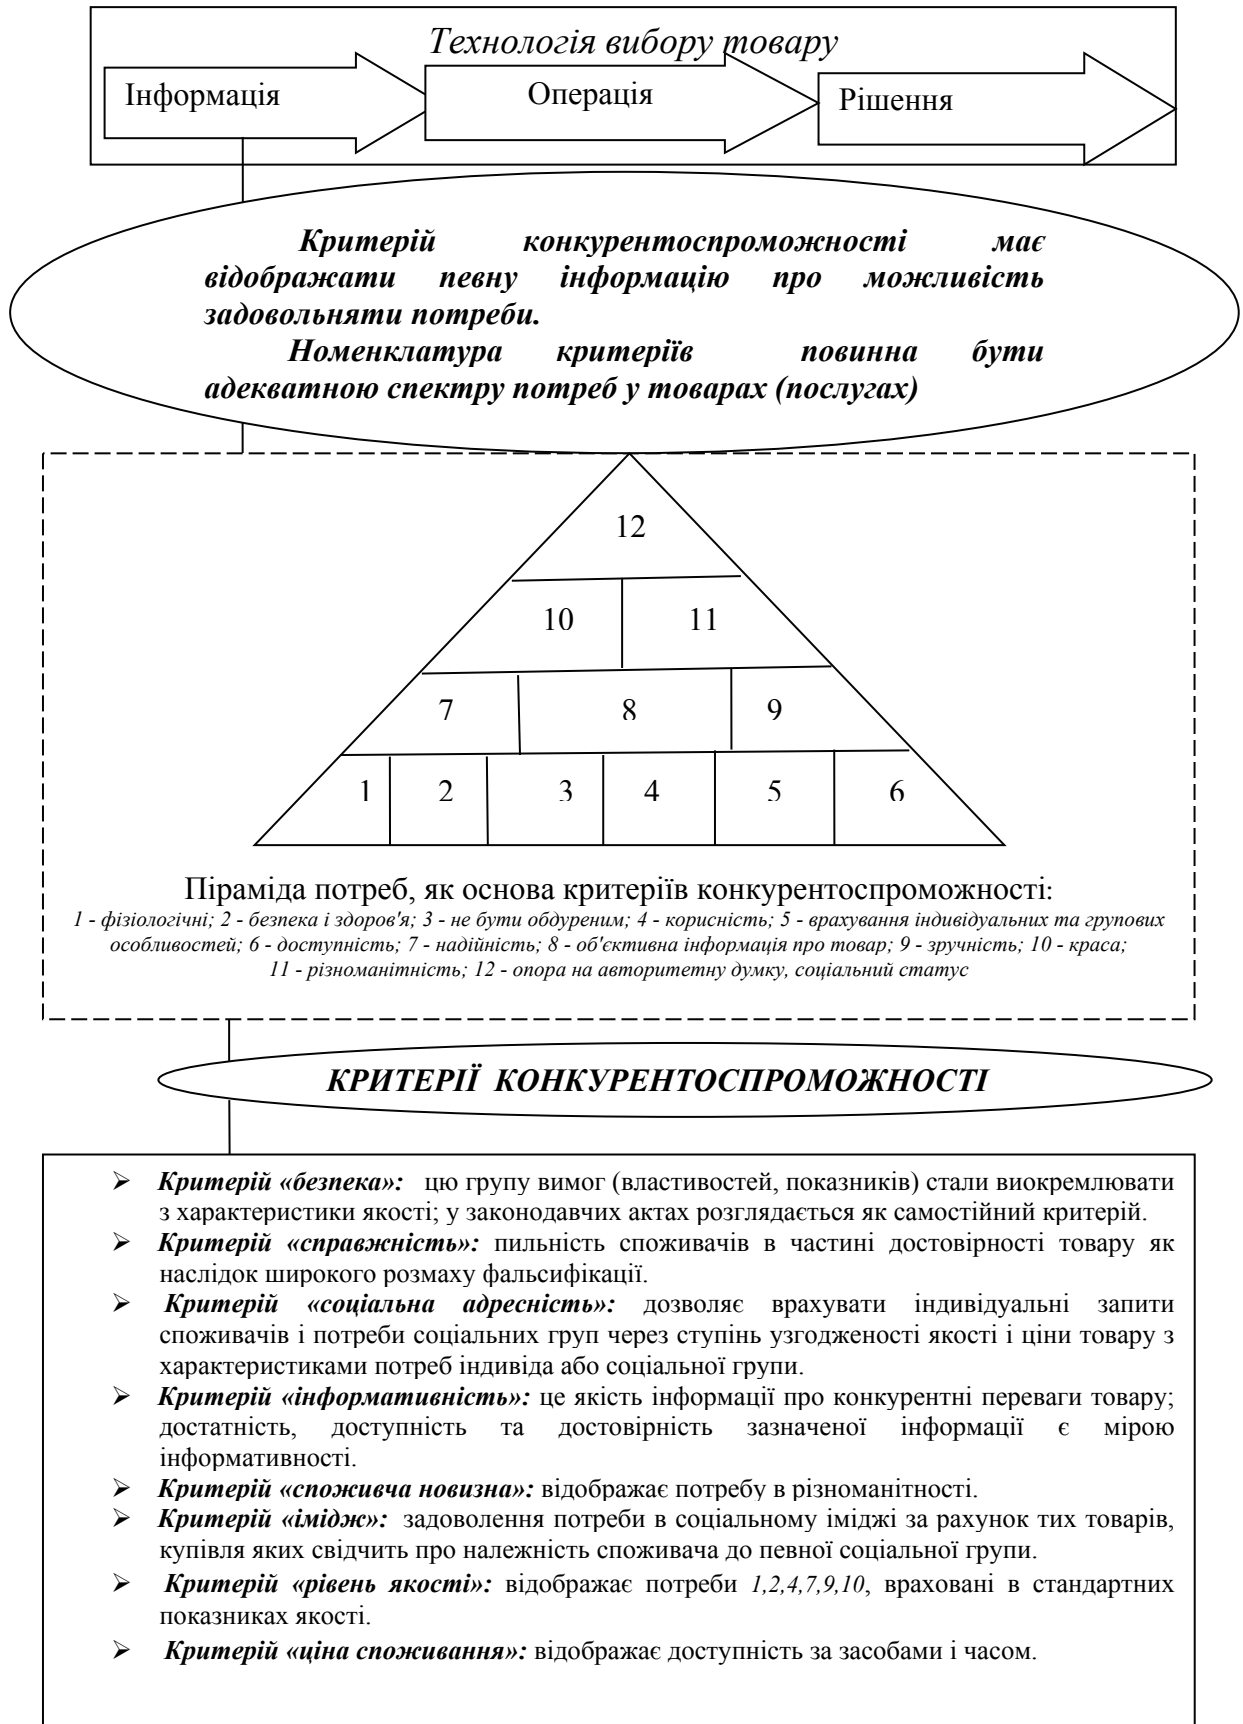 Технологія вибору товару
Інформація
Операція
Рішення
Критерій конкурентоспроможності має
відображати певну інформацію про можливість
задовольняти потреби.
Номенклатура критеріїв повинна бути
адекватною спектру потреб у товарах (послугах)
12
10 11
7 8 9
1 2 3 4 5 6
Піраміда потреб, як основа критеріїв конкурентоспроможності:
1 - фізіологічні; 2 - безпека і здоров'я; 3 - не бути обдуреним; 4 - корисність; 5 - врахування індивідуальних та групових
особливостей; 6 - доступність; 7 - надійність; 8 - об'єктивна інформація про товар; 9 - зручність; 10 - краса;
11 - різноманітність; 12 - опора на авторитетну думку, соціальний статус
КРИТЕРІЇ КОНКУРЕНТОСПРОМОЖНОСТІ
➢ Критерій «безпека»: цю групу вимог (властивостей, показників) стали виокремлювати
з характеристики якості; у законодавчих актах розглядається як самостійний критерій.
➢ Критерій «справжність»: пильність споживачів в частині достовірності товару як
наслідок широкого розмаху фальсифікації.
➢ Критерій «соціальна адресність»: дозволяє врахувати індивідуальні запити
споживачів і потреби соціальних груп через ступінь узгодженості якості і ціни товару з
характеристиками потреб індивіда або соціальної групи.
➢ Критерій «інформативність»: це якість інформації про конкурентні переваги товару;
достатність, доступність та достовірність зазначеної інформації є мірою
інформативності.
➢ Критерій «споживча новизна»: відображає потребу в різноманітності.
➢ Критерій «імідж»: задоволення потреби в соціальному іміджі за рахунок тих товарів,
купівля яких свідчить про належність споживача до певної соціальної групи.
➢ Критерій «рівень якості»: відображає потреби 1,2,4,7,9,10, враховані в стандартних
показниках якості.
➢ Критерій «ціна споживання»: відображає доступність за засобами і часом.